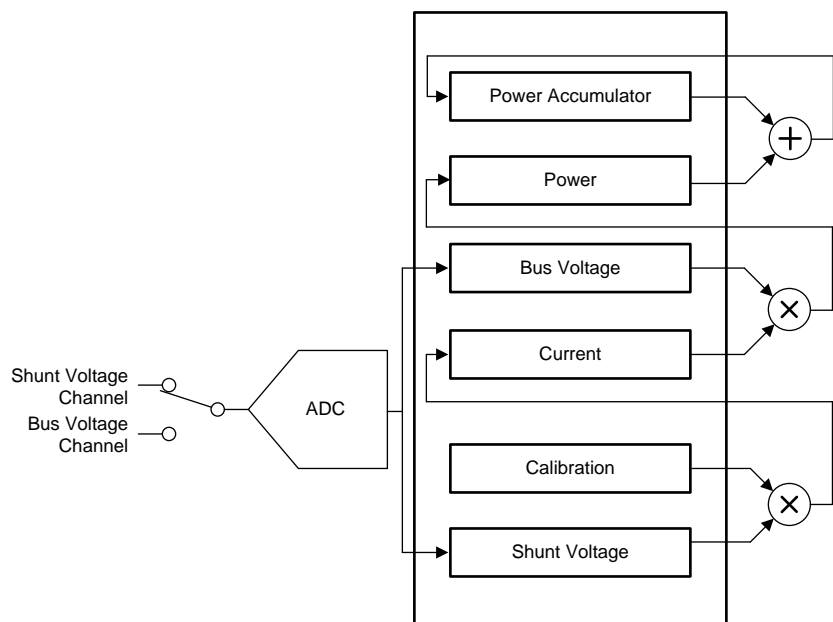 Power Accumulator
Power
Bus Voltage
Current
Shunt Voltage
Channel
Bus Voltage
Channel
ADC
Calibration
Shunt Voltage